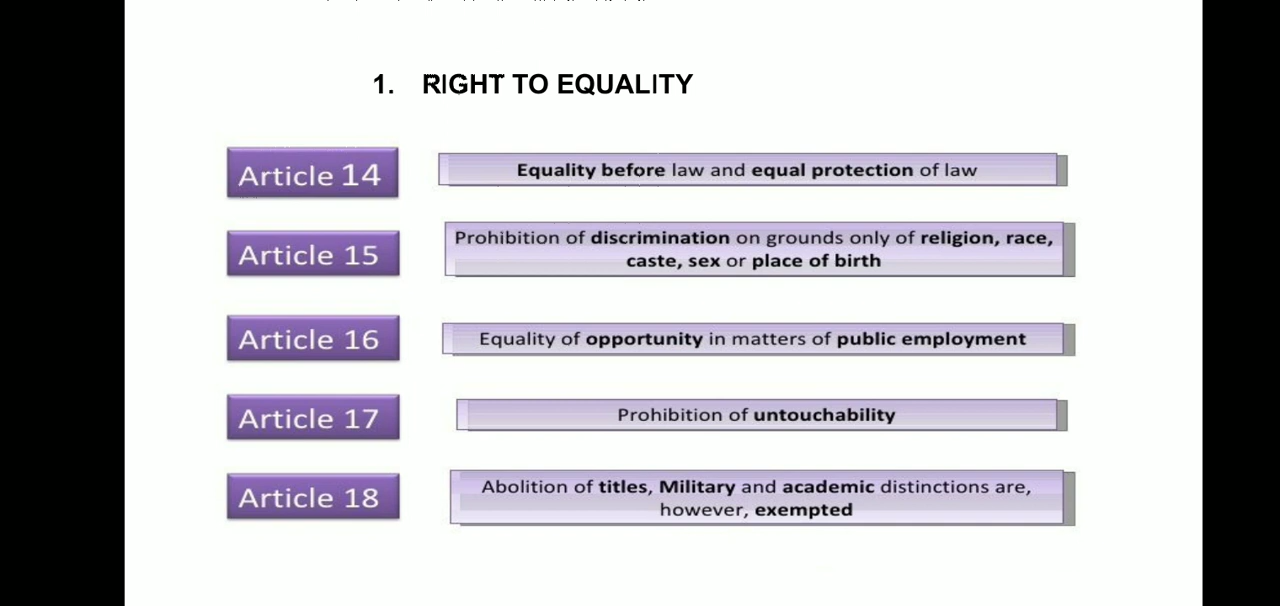 1. RIGHT TO EQUALITY
Article 14
Equality before law and equal protection of law
Article 15
Prohibition of discrimination on grounds only of religion, race,
caste, sex or place of birth
Article 16
Equality of opportunity in matters of public employment
Article 17
Prohibition of untouchability
Article 18
Abolition of titles, Military and academic distinctions are,
however, exempted